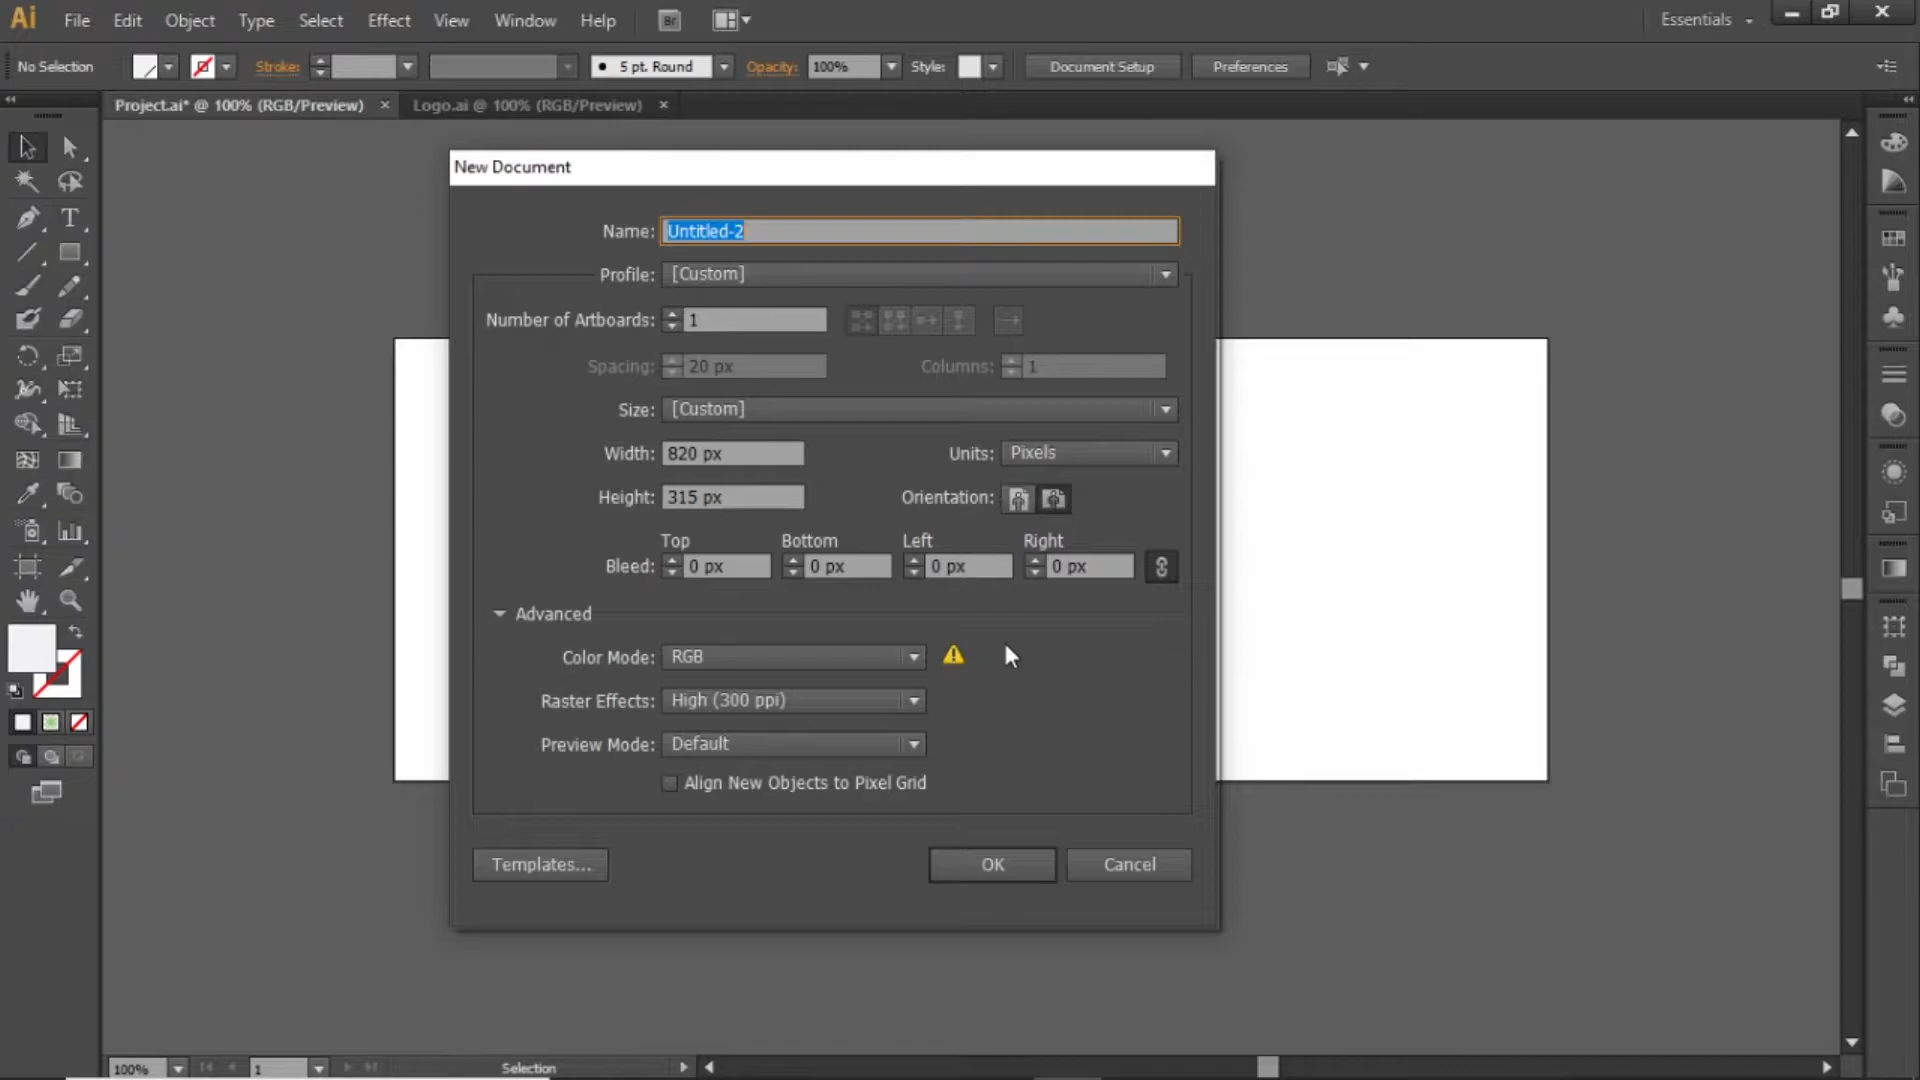 Ai File Edit Object Type Select Effect View Window Help Br Essentials
No Selection Stroke: 5 pt. Round Opacity: 100% Style: Document Setup Preferences
Project.ai* @ 100% (RGB/Preview) × Logo.ai @ 100% (RGB/Preview) ×
New Document
Name: Untitled-2
Profile: [Custom]
Number of Artboards: 1
Spacing: 20 px Columns: 1
Size: [Custom]
Width: 820 px Units: Pixels
Height: 315 px Orientation:
Top Bottom Left Right
Bleed: 0 px 0 px 0 px 0 px
Advanced
Color Mode: RGB
Raster Effects: High (300 ppi)
Preview Mode: Default
Align New Objects to Pixel Grid
Templates... OK Cancel
100% 1 Selection